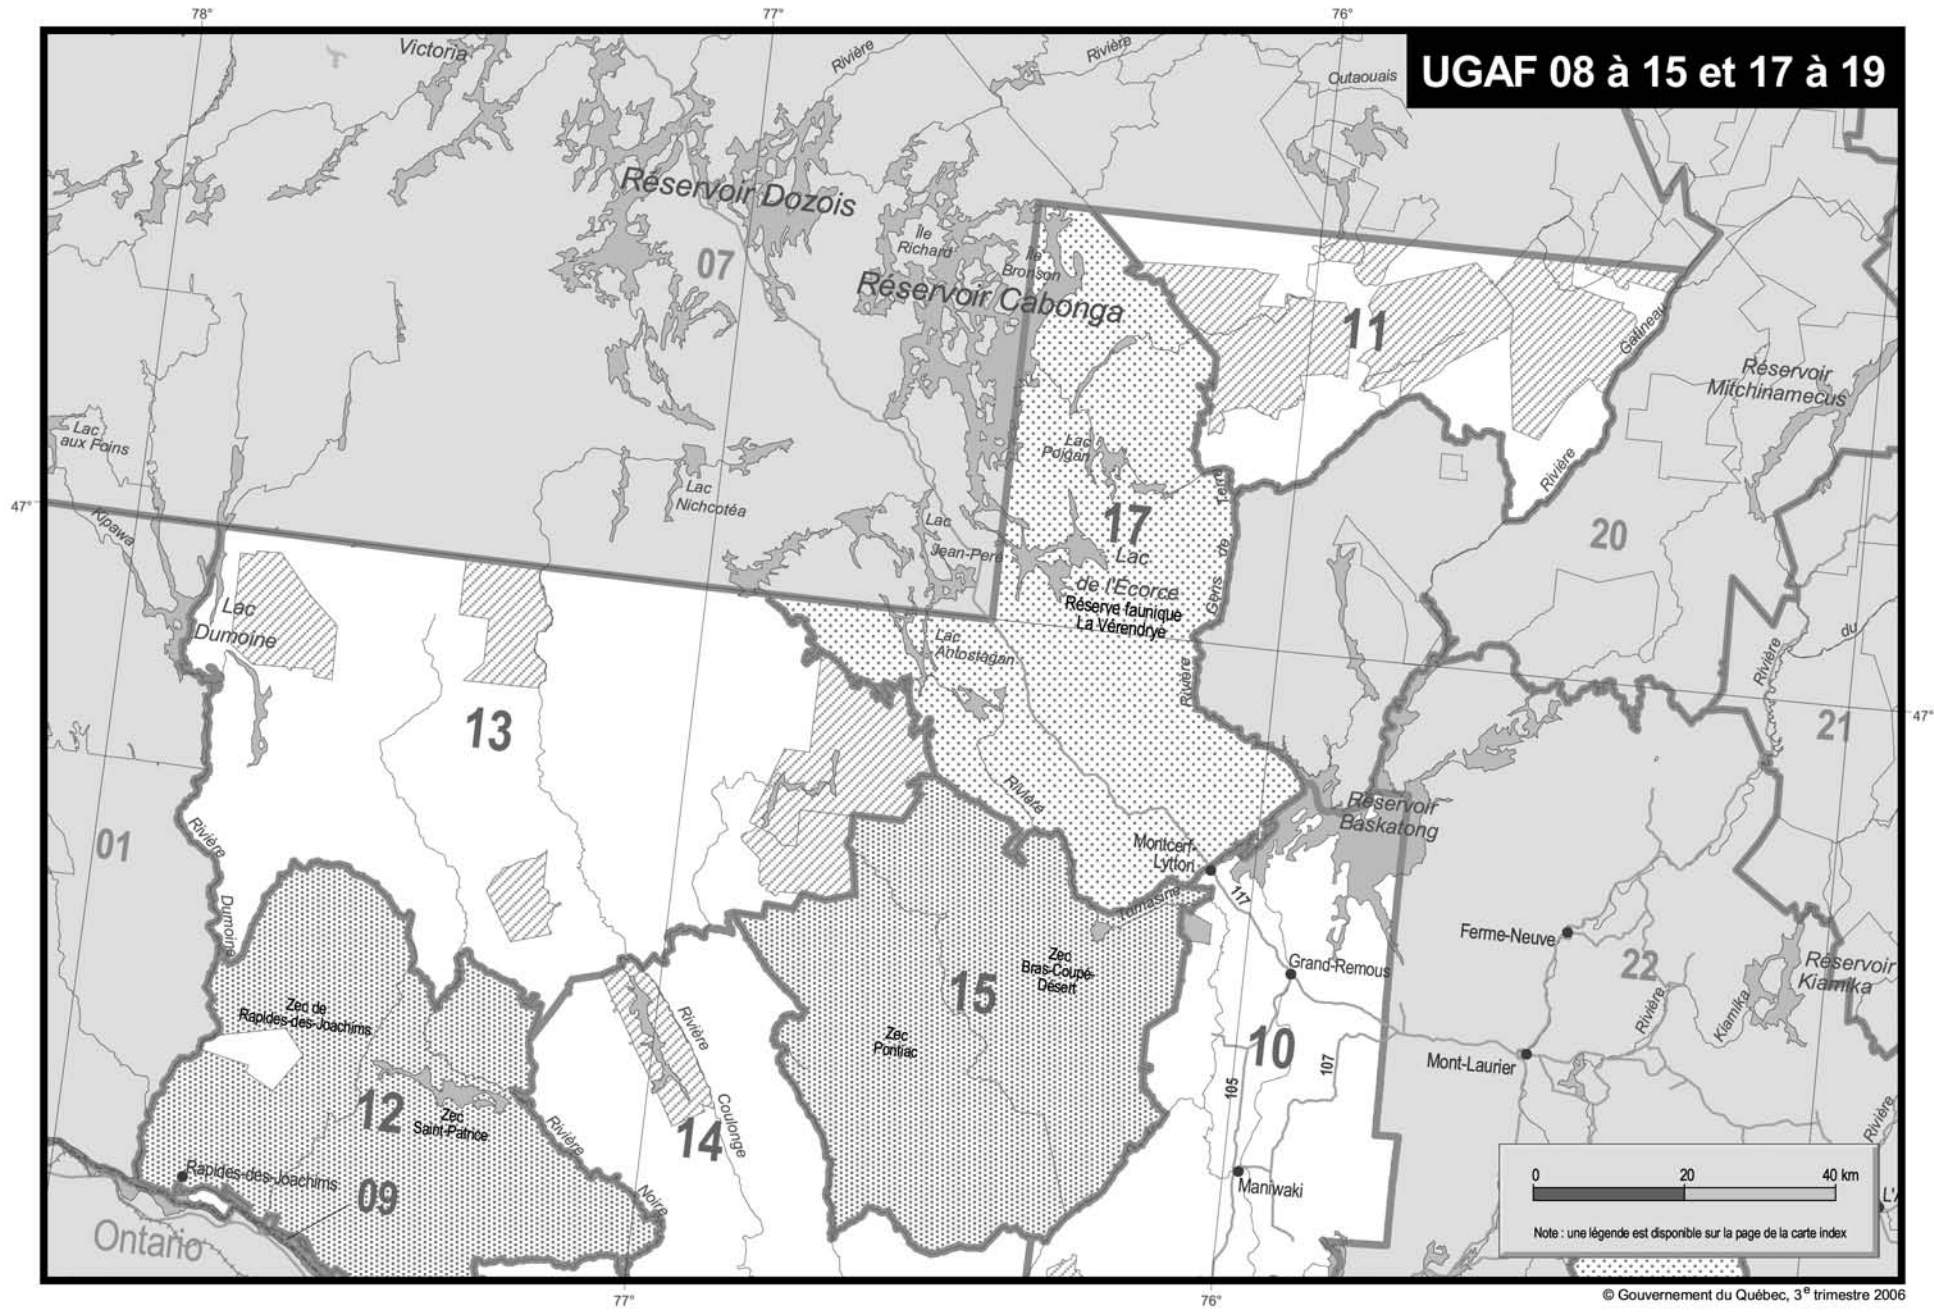 78°
77°
76°
UGAF 08 à 15 et 17 à 19
Victoria
Rivière
Rivière
Outaouais
Réservoir Dozois
07
Île
Richard
Île
Bronson
Réservoir Cabonga
11
Gatineau
Réservoir
Mitchinamecus
Lac
aux Foins
Lac
Poigan
Lac
Nichcotéa
Rivière
Terre
47°
Kipawa
Lac
Jean-Peré
17
20
Lac
de l'Écorce
Réserve faunique
La Vérendrye
de
Gens
Rivière
Lac
Dumoine
Lac
Antostagan
du
Rivière
13
21
47°
Rivière
Réservoir
Baskatong
01
Rivière
Montcerf-
Lytton
117
Tomasine
Dumoine
Ferme-Neuve
22
Grand-Remous
Réservoir
Kiamika
Zec
Bras-Coupé-
Désert
15
Zec de
Rapides-des-Joachims
Rivière
Rivière
Kiamika
Zec
Pontiac
10
107
105
Mont-Laurier
12
Zec
Saint-Patrice
Rivière
Coulonge
14
Rivière
Rapides-des-Joachims
09
Noire
Maniwaki
0 20 40 km
L'A
Ontario
Note : une légende est disponible sur la page de la carte index
77°
76°
© Gouvernement du Québec, 3e trimestre 2006